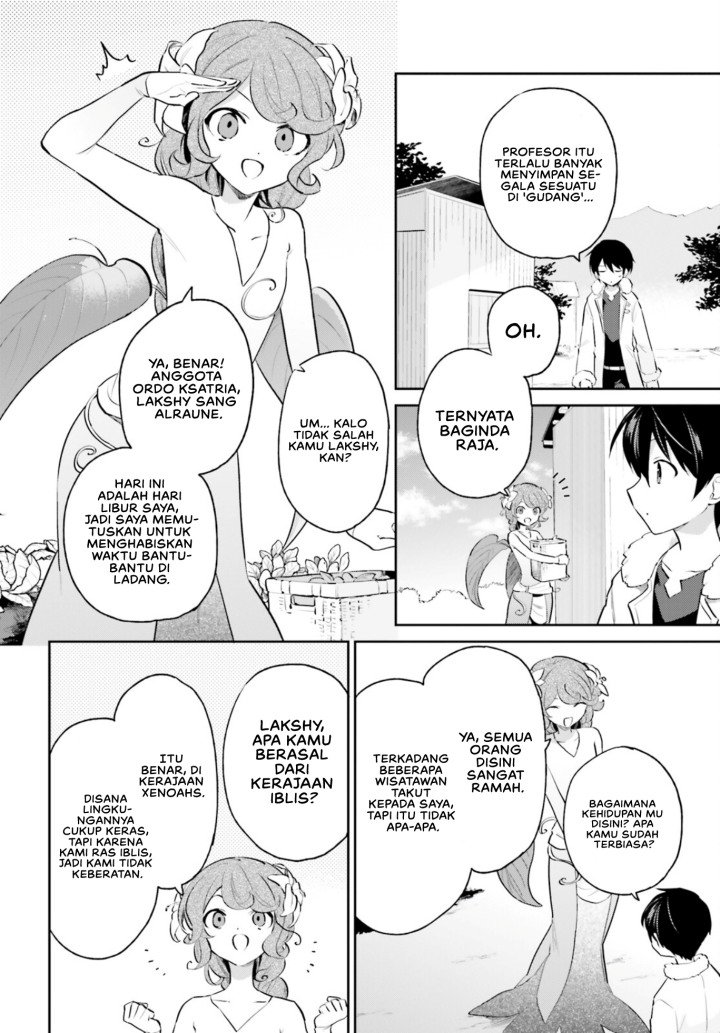 PROFESOR ITU
TERLALU BANYAK
MENYIMPAN SE-
GALA SESUATU
DI 'GUDANG'...
OH.
TERNYATA
BAGINDA
RAJA.
UM... KALO
TIDAK SALAH
KAMU LAKSHY,
KAN?
YA, BENAR!
ANGGOTA
ORDO KSATRIA,
LAKSHY SANG
ALRAUNE.
HARI INI
ADALAH HARI
LIBUR SAYA,
JADI SAYA MEMU-
TUSKAN UNTUK
MENGHABISKAN
WAKTU BANTU-
BANTU DI
LADANG.
BAGAIMANA
KEHIDUPAN MU
DISINI? APA
KAMU SUDAH
TERBIASA?
YA, SEMUA
ORANG
DISINI
SANGAT
RAMAH.
TERKADANG
BEBERAPA
WISATAWAN
TAKUT
KEPADA SAYA,
TAPI ITU TIDAK
APA-APA.
LAKSHY,
APA KAMU
BERASAL
DARI
KERAJAAN
IBLIS?
ITU
BENAR, DI
KERAJAAN
XENOAHS.
DISANA
LINGKU-
NGANNYA
CUKUP KERAS,
TAPI KARENA
KAMI RAS IBLIS,
JADI KAMI TIDAK
KEBERATAN.